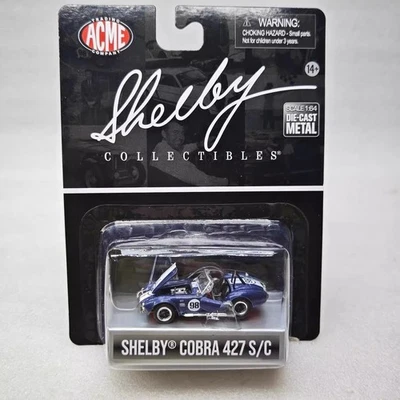 TRADING
ACME
COMPANY
WARNING:
CHOKING HAZARD - Small parts.
Not for children under 3 years.
14+
Shelby
COLLECTIBLES®
SCALE 1:64
DIE-CAST
METAL
98
SHELBY® COBRA 427 S/C